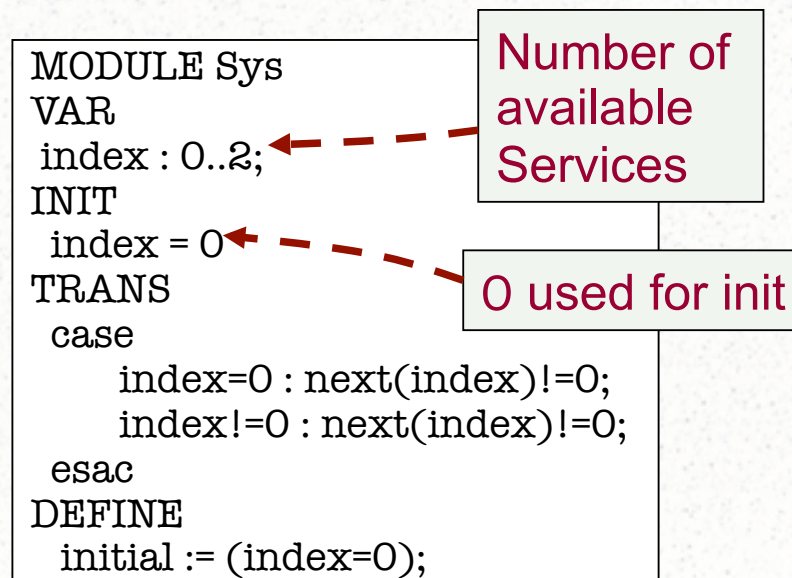 MODULE Sys
VAR
index : 0..2;
INIT
index = 0
TRANS
case
index=0 : next(index)!=0;
index!=0 : next(index)!=0;
esac
DEFINE
initial := (index=0);
Number of
available
Services
0 used for init